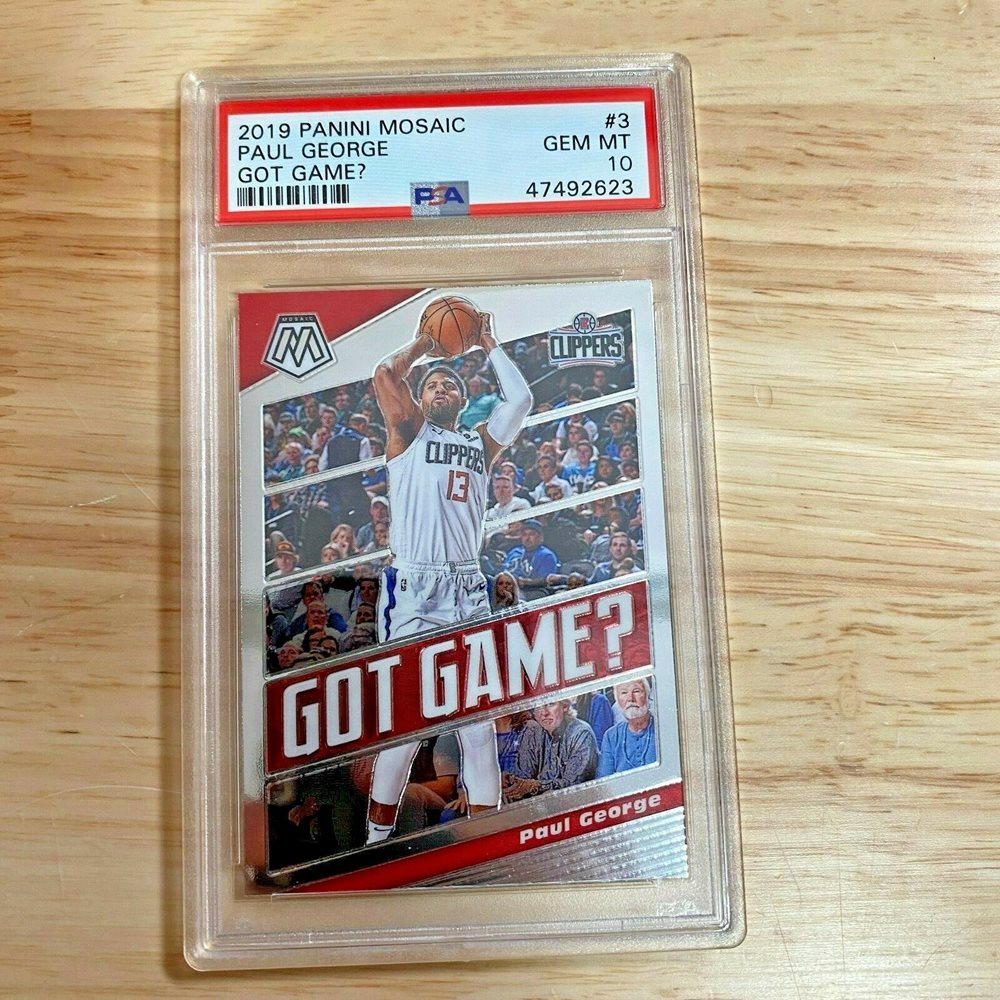 2019 PANINI MOSAIC #3
PAUL GEORGE GEM MT
GOT GAME? 10
PSA 47492623
MOSAIC
M
CLIPPERS
CLIPPERS
13
GOT GAME?
Paul George